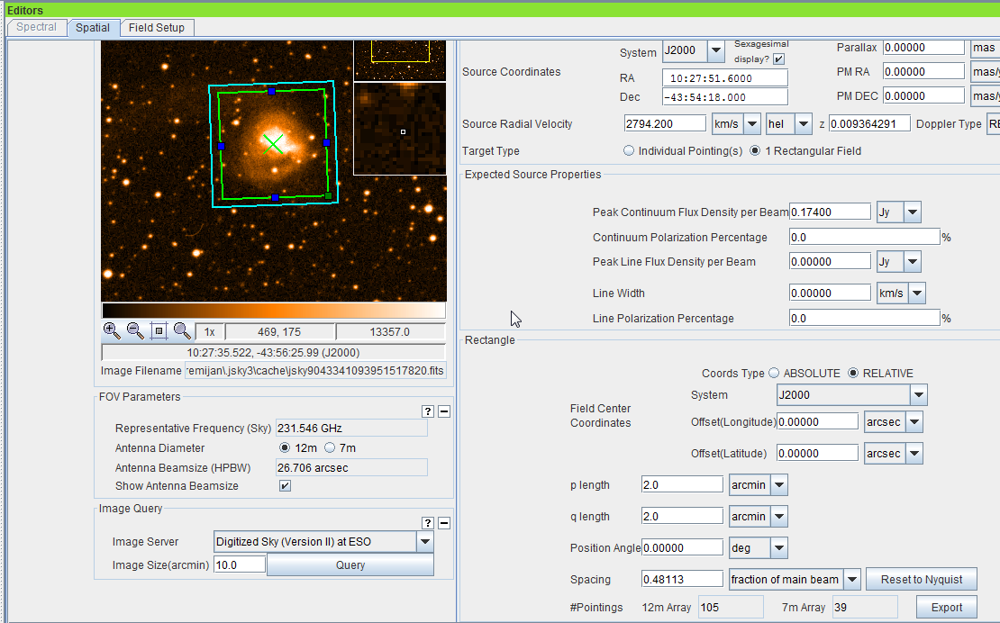 Editors
Spectral Spatial Field Setup
System J2000 Sexagesimal display? Parallax 0.00000 mas
Source Coordinates
RA 10:27:51.6000 PM RA 0.00000 mas/y
Dec -43:54:18.000 PM DEC 0.00000 mas/y
Source Radial Velocity 2794.200 km/s hel z 0.009364291 Doppler Type RE
Target Type Individual Pointing(s) 1 Rectangular Field
Expected Source Properties
Peak Continuum Flux Density per Beam 0.17400 Jy
Continuum Polarization Percentage 0.0 %
Peak Line Flux Density per Beam 0.00000 Jy
Line Width 0.00000 km/s
Line Polarization Percentage 0.0 %
1x 469, 175 13357.0
10:27:35.522, -43:56:25.99 (J2000)
Image Filename remijan\.jsky3\cache\jsky9043341093951517820.fits
FOV Parameters
? −
Representative Frequency (Sky) 231.546 GHz
Antenna Diameter 12m 7m
Antenna Beamsize (HPBW) 26.706 arcsec
Show Antenna Beamsize
Image Query
? −
Image Server Digitized Sky (Version II) at ESO
Image Size(arcmin) 10.0 Query
Rectangle
Coords Type ABSOLUTE RELATIVE
System J2000
Field Center Coordinates
Offset(Longitude) 0.00000 arcsec
Offset(Latitude) 0.00000 arcsec
p length 2.0 arcmin
q length 2.0 arcmin
Position Angle 0.00000 deg
Spacing 0.48113 fraction of main beam Reset to Nyquist
#Pointings 12m Array 105 7m Array 39 Export